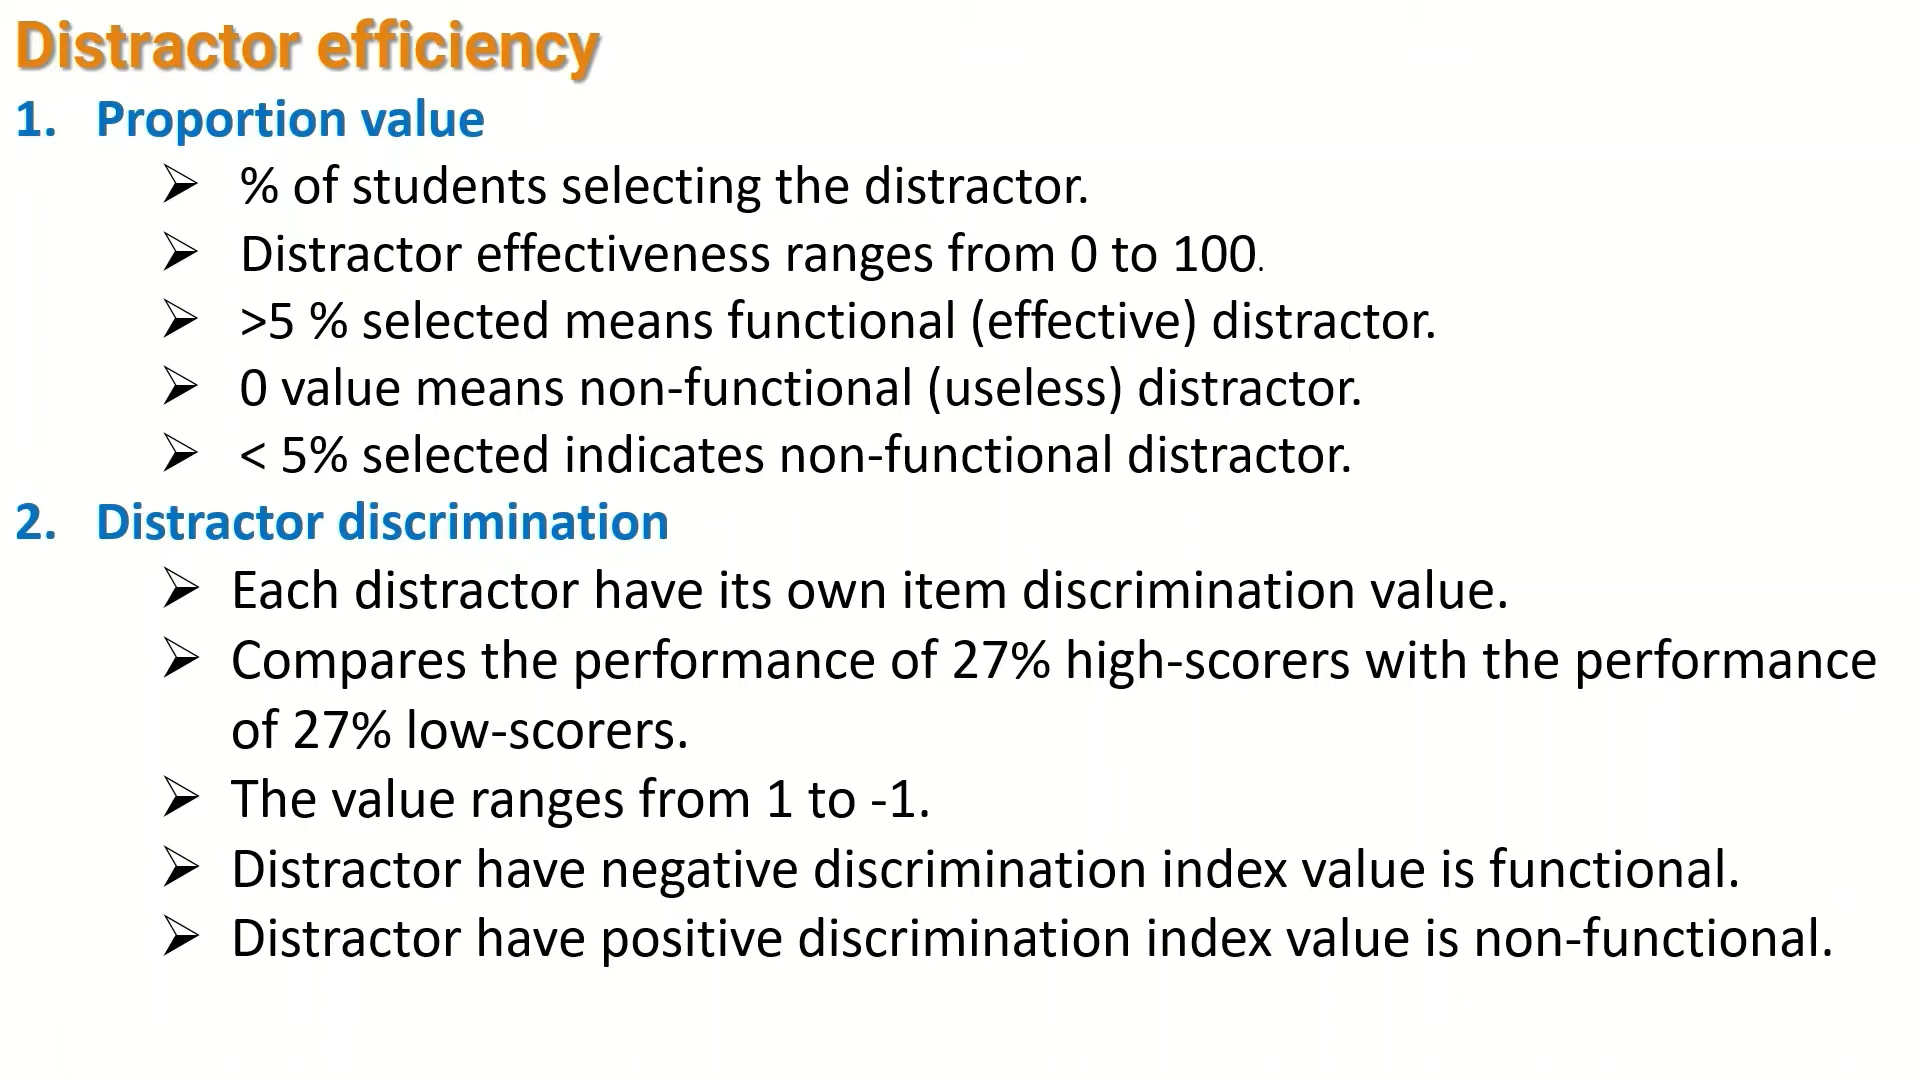 Distractor efficiency
1. Proportion value
➢ % of students selecting the distractor.
➢ Distractor effectiveness ranges from 0 to 100.
➢ >5 % selected means functional (effective) distractor.
➢ 0 value means non-functional (useless) distractor.
➢ < 5% selected indicates non-functional distractor.
2. Distractor discrimination
➢ Each distractor have its own item discrimination value.
➢ Compares the performance of 27% high-scorers with the performance
of 27% low-scorers.
➢ The value ranges from 1 to -1.
➢ Distractor have negative discrimination index value is functional.
➢ Distractor have positive discrimination index value is non-functional.